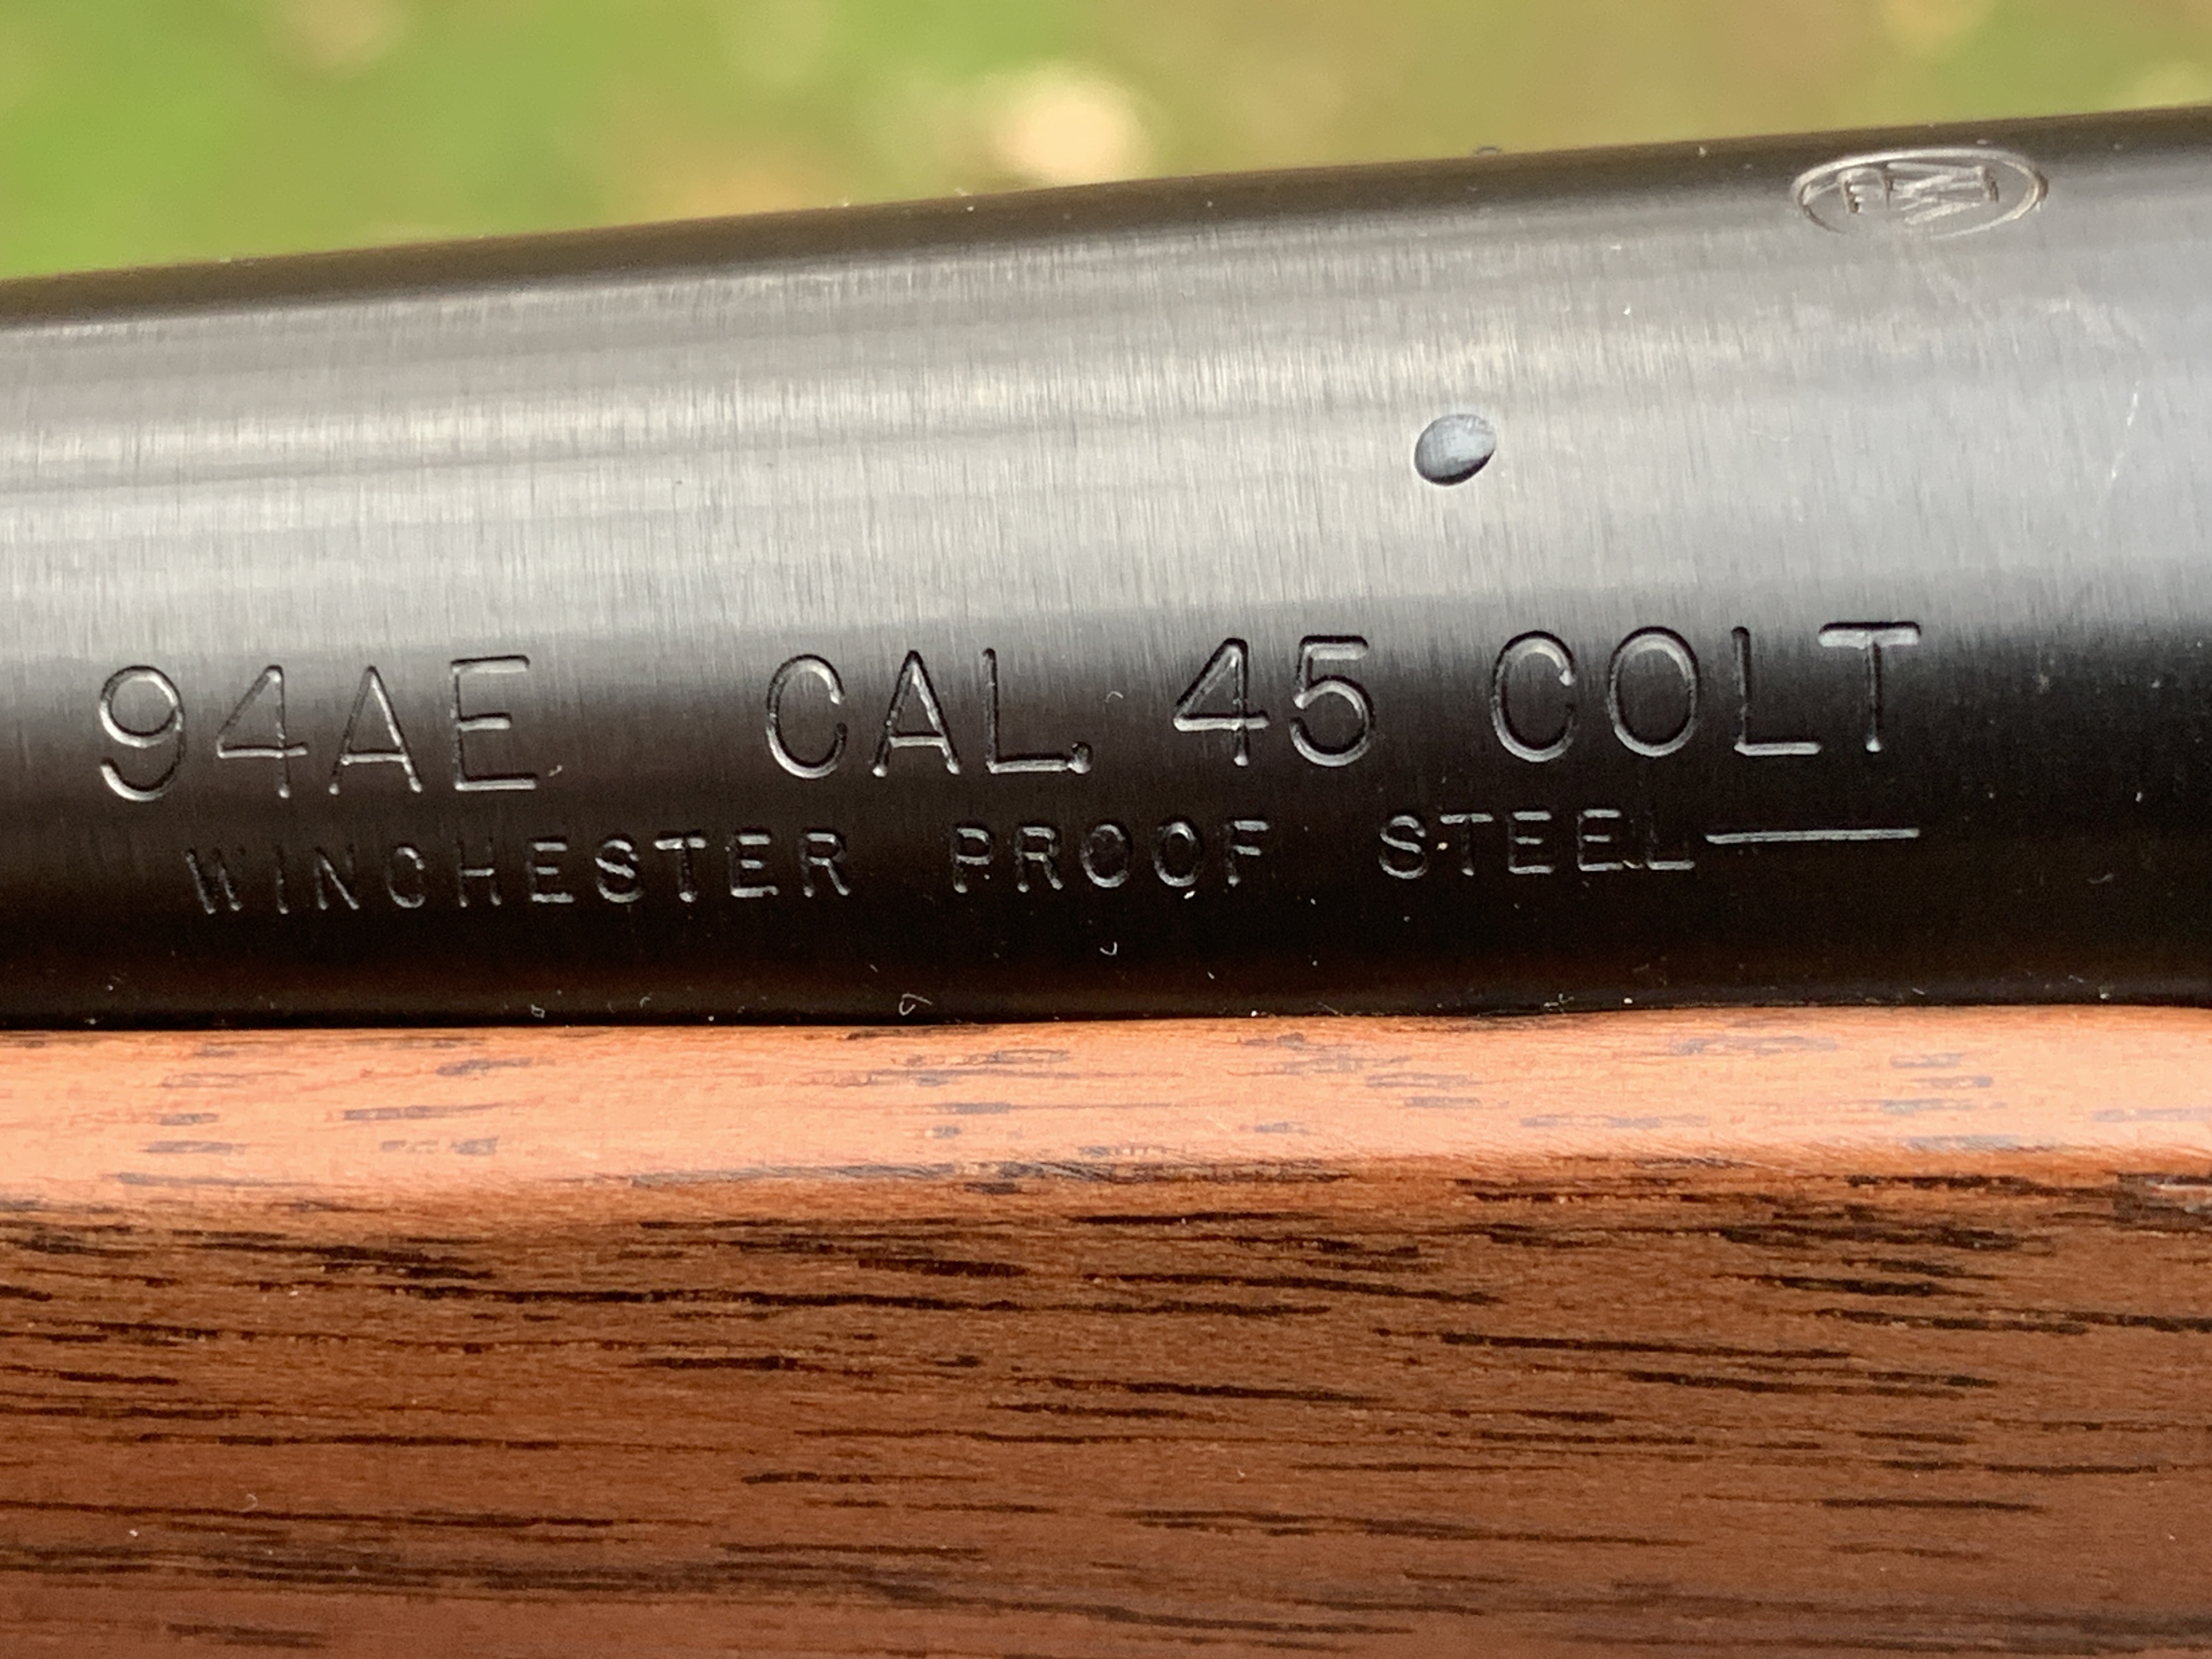 94AE CAL. 45 COLT
WINCHESTER PROOF STEEL—